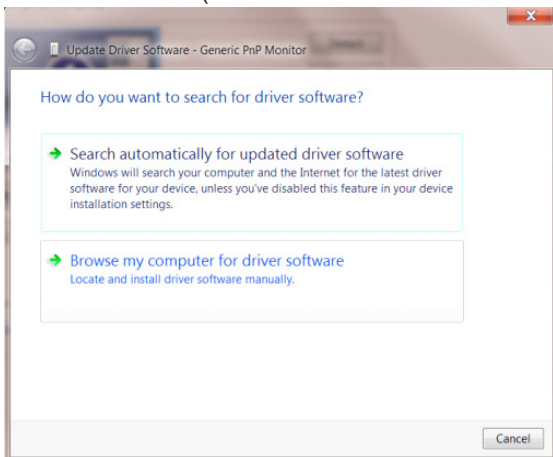 (
Update Driver Software - Generic PnP Monitor
How do you want to search for driver software?
Search automatically for updated driver software
Windows will search your computer and the Internet for the latest driver
software for your device, unless you've disabled this feature in your device
installation settings.
Browse my computer for driver software
Locate and install driver software manually.
Cancel